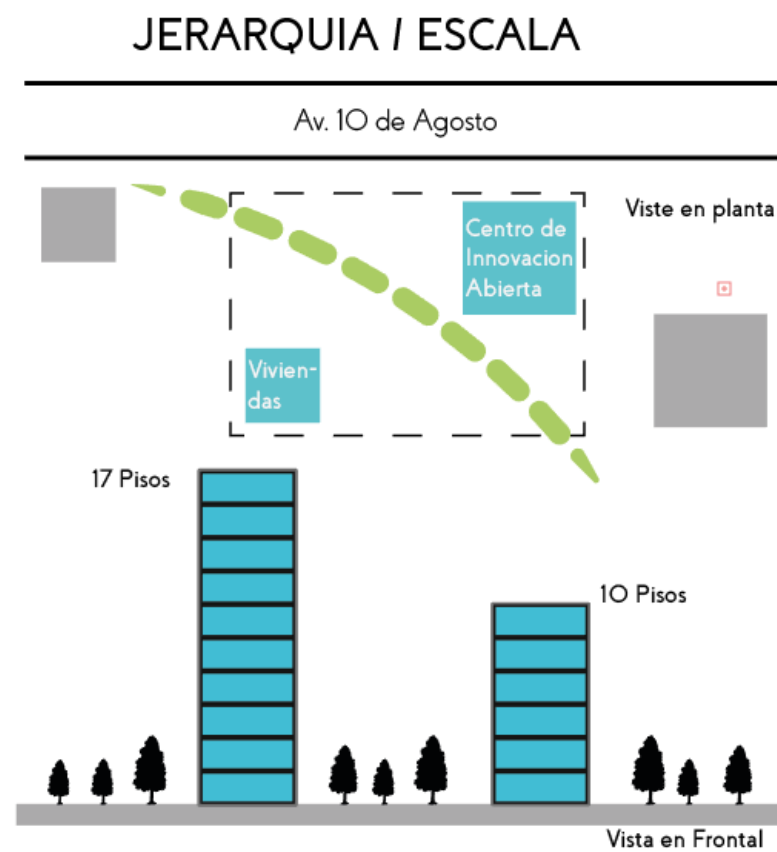 JERARQUIA / ESCALA
Av. 10 de Agosto
Viste en planta
Centro de
Innovacion
Abierta
Vivien-
das
17 Pisos
10 Pisos
Vista en Frontal